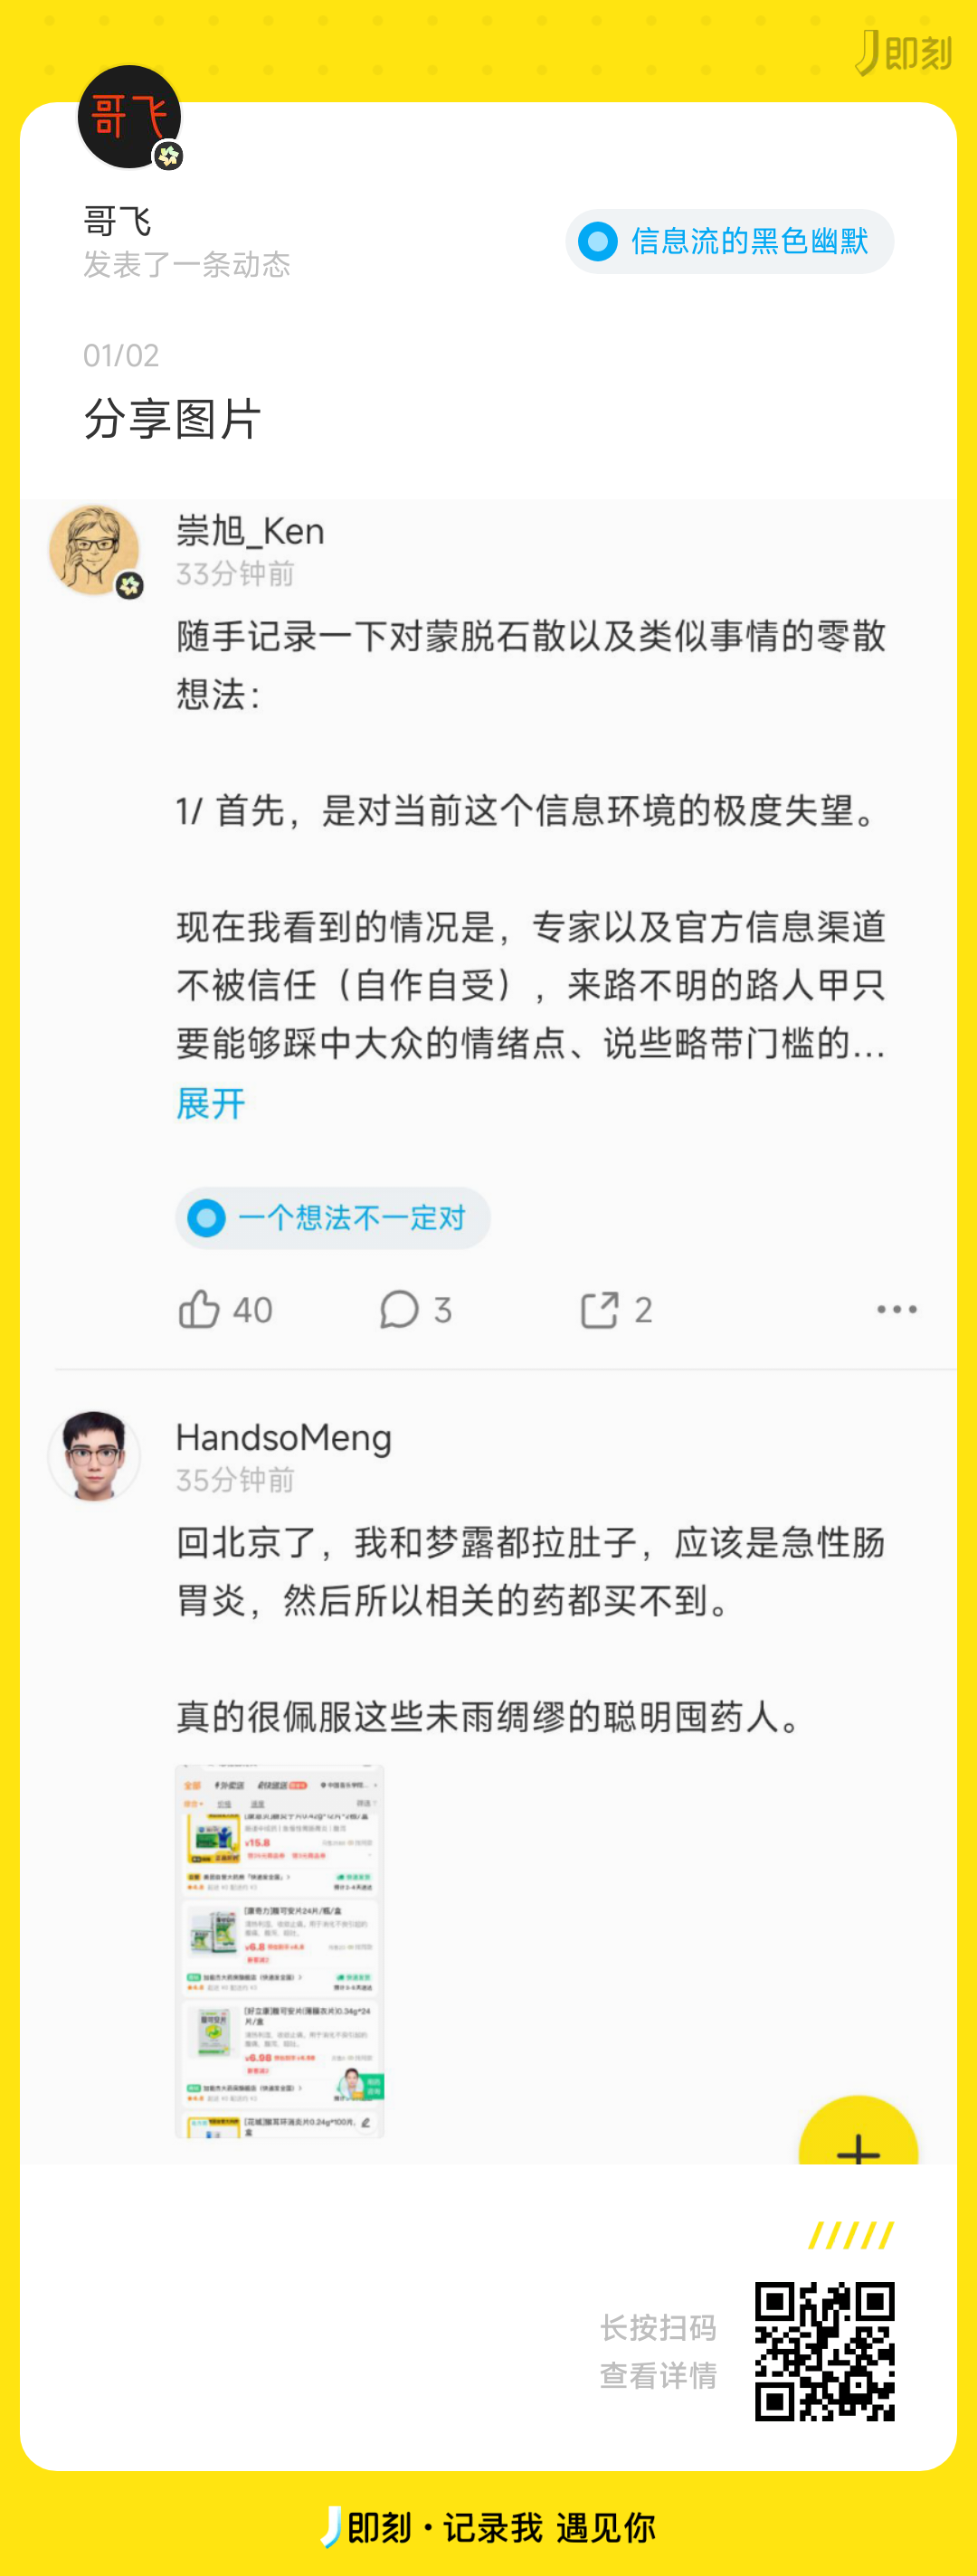 即刻
哥飞
哥飞
信息流的黑色幽默
发表了一条动态
01/02
分享图片
崇旭_Ken
33分钟前
随手记录一下对蒙脱石散以及类似事情的零散
想法：
1/ 首先，是对当前这个信息环境的极度失望。
现在我看到的情况是，专家以及官方信息渠道
不被信任（自作自受），来路不明的路人甲只
要能够踩中大众的情绪点、说些略带门槛的...
展开
一个想法不一定对
40 3 2
HandsoMeng
35分钟前
回北京了，我和梦露都拉肚子，应该是急性肠
胃炎，然后所以相关的药都买不到。
真的很佩服这些未雨绸缪的聪明囤药人。
全部
¥15.8
¥6.8
¥6.98
长按扫码
查看详情
即刻·记录我 遇见你